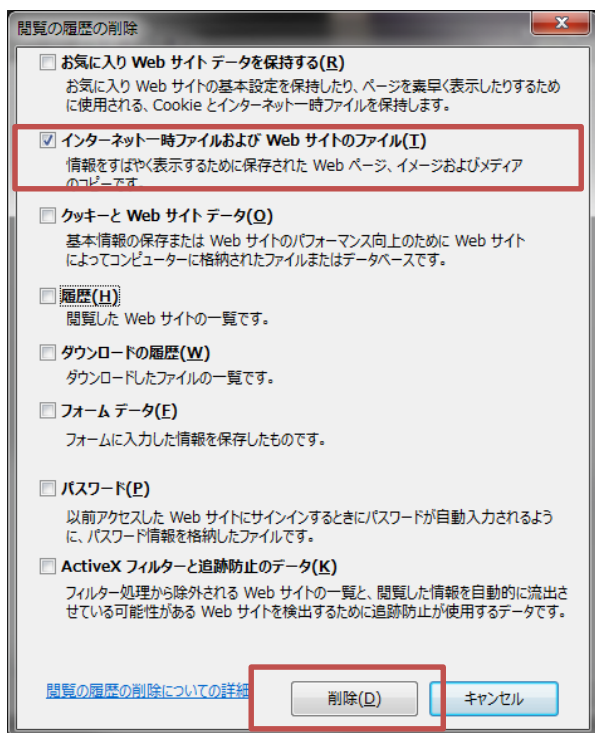 閲覧の履歴の削除
お気に入り Web サイト データを保持する(R)
お気に入り Web サイトの基本設定を保持したり、ページを素早く表示したりするため
に使用される、Cookie とインターネット一時ファイルを保持します。
インターネット一時ファイルおよび Web サイトのファイル(T)
情報をすばやく表示するために保存された Web ページ、イメージおよびメディア
のコピーです。
クッキーと Web サイト データ(O)
基本情報の保存または Web サイトのパフォーマンス向上のために Web サイト
によってコンピューターに格納されたファイルまたはデータベースです。
履歴(H)
閲覧した Web サイトの一覧です。
ダウンロードの履歴(W)
ダウンロードしたファイルの一覧です。
フォーム データ(F)
フォームに入力した情報を保存したものです。
パスワード(P)
以前アクセスした Web サイトにサインインするときにパスワードが自動入力されるよう
に、パスワード情報を格納したファイルです。
ActiveX フィルターと追跡防止のデータ(K)
フィルター処理から除外される Web サイトの一覧と、閲覧した情報を自動的に流出さ
せている可能性がある Web サイトを検出するために追跡防止が使用するデータです。
閲覧の履歴の削除についての詳細 削除(D) キャンセル